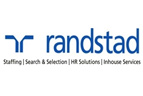 randstad
Staffing | Search & Selection | HR Solutions | Inhouse Services